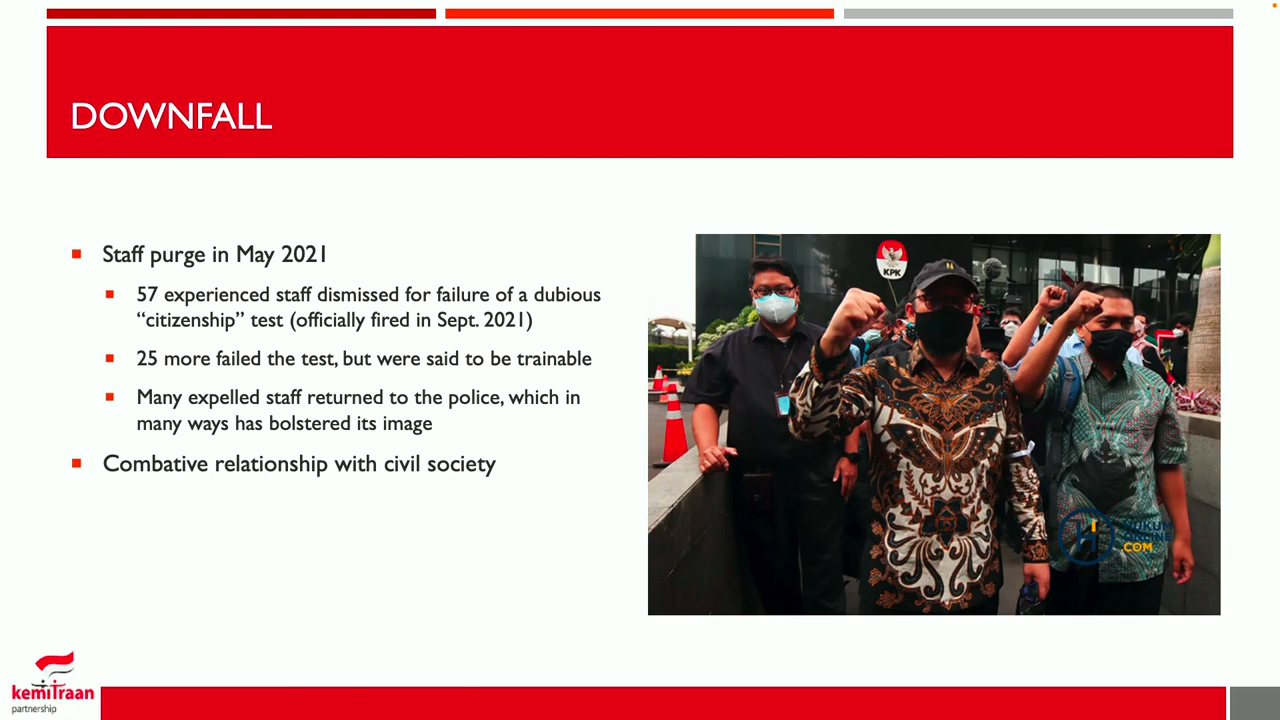 DOWNFALL
Staff purge in May 2021
57 experienced staff dismissed for failure of a dubious
“citizenship” test (officially fired in Sept. 2021)
25 more failed the test, but were said to be trainable
Many expelled staff returned to the police, which in
many ways has bolstered its image
Combative relationship with civil society
KPK
HUKUM
ONLINE
.COM
kemitraan
partnership